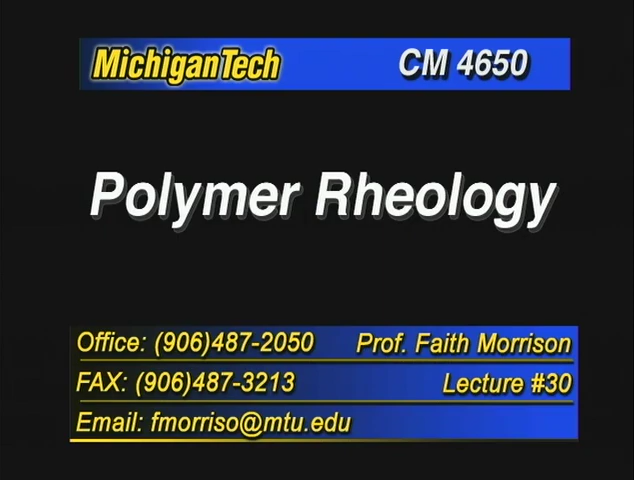 MichiganTech CM 4650
Polymer Rheology
Office: (906)487-2050 Prof. Faith Morrison
FAX: (906)487-3213 Lecture #30
Email: fmorriso@mtu.edu